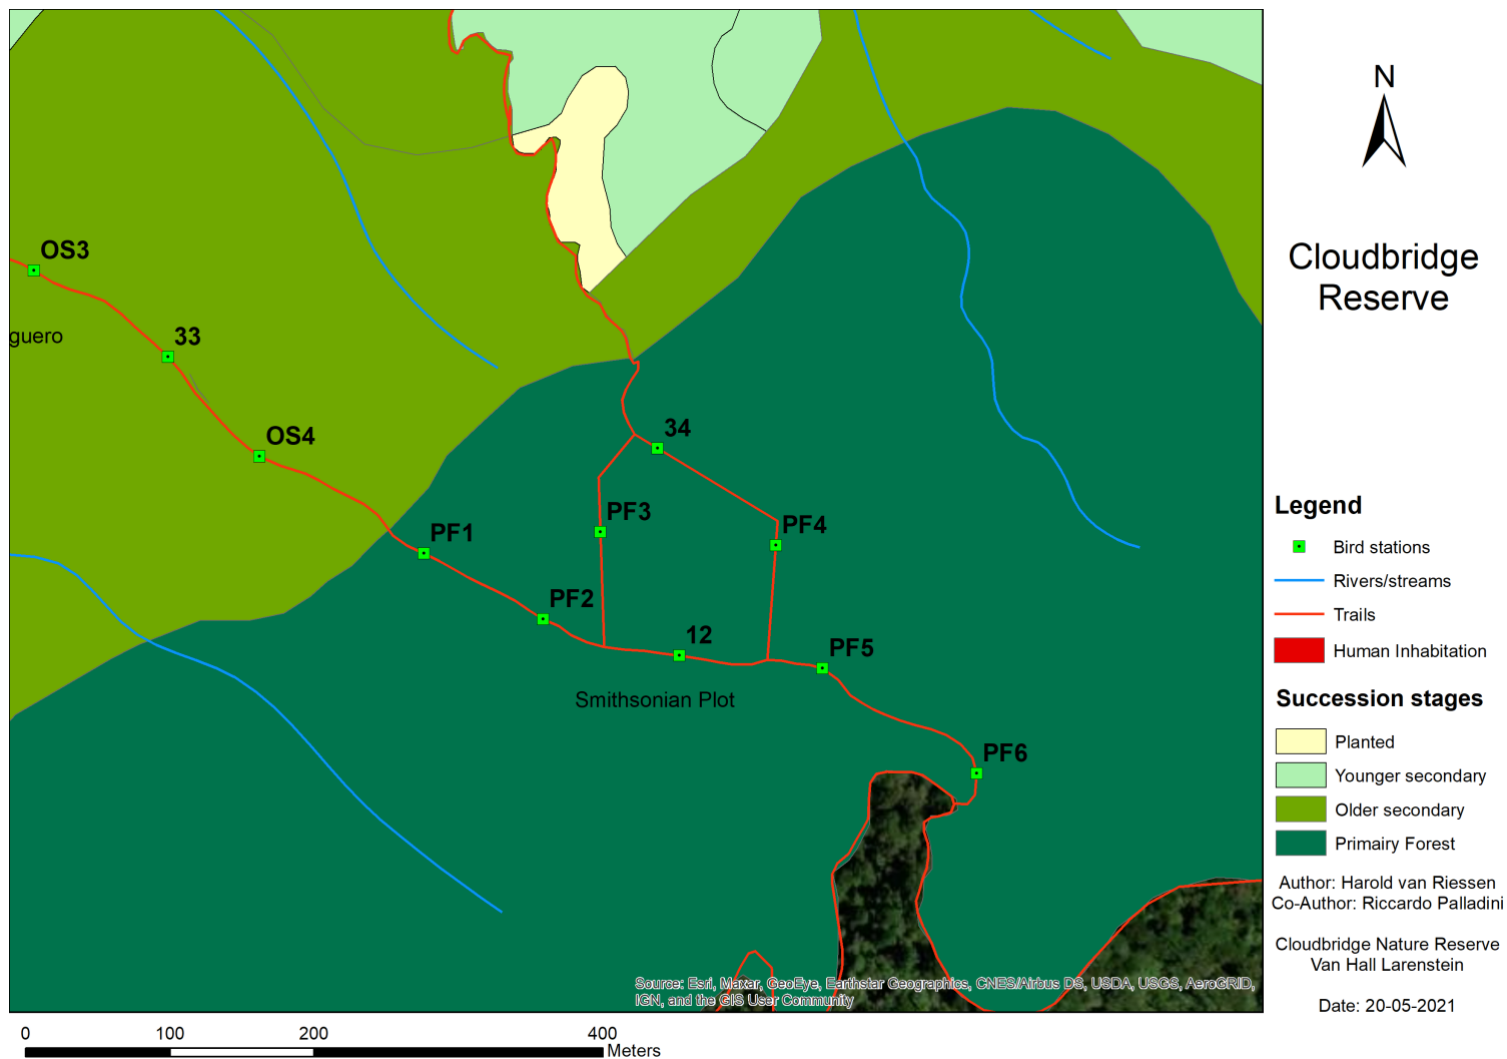 N
Cloudbridge
Reserve
OS3
guero
33
OS4
34
PF1
PF3
PF4
PF2
12
PF5
Smithsonian Plot
PF6
Legend
Bird stations
Rivers/streams
Trails
Human Inhabitation
Succession stages
Planted
Younger secondary
Older secondary
Primairy Forest
Author: Harold van Riessen
Co-Author: Riccardo Palladini
Cloudbridge Nature Reserve
Van Hall Larenstein
Date: 20-05-2021
Source: Esri, Maxar, GeoEye, Earthstar Geographics, CNES/Airbus DS, USDA, USGS, AeroGRID,
IGN, and the GIS User Community
0 100 200 400
Meters